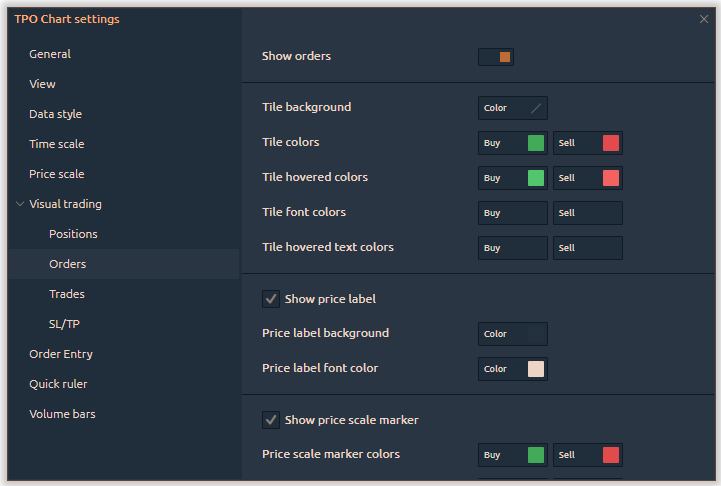 TPO Chart settings
General
View
Data style
Time scale
Price scale
Visual trading
Positions
Orders
Trades
SL/TP
Order Entry
Quick ruler
Volume bars
Show orders
Tile background Color
Tile colors Buy Sell
Tile hovered colors Buy Sell
Tile font colors Buy Sell
Tile hovered text colors Buy Sell
Show price label
Price label background Color
Price label font color Color
Show price scale marker
Price scale marker colors Buy Sell